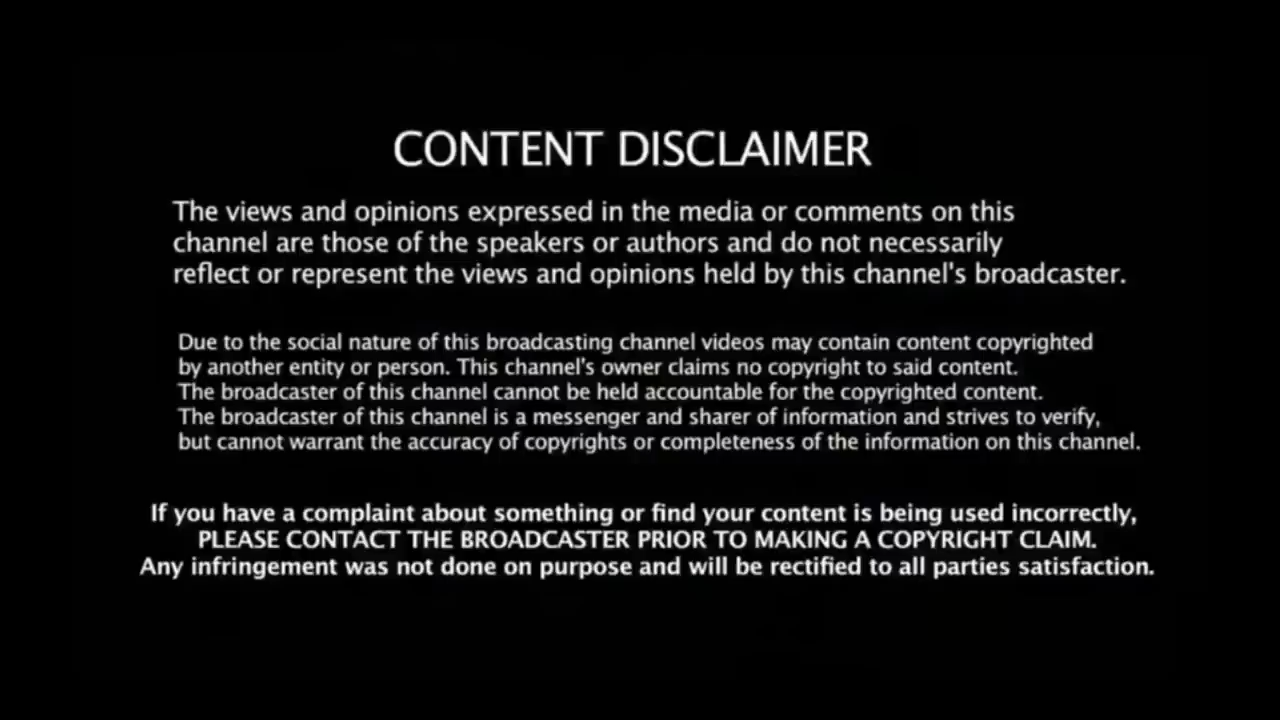 CONTENT DISCLAIMER
The views and opinions expressed in the media or comments on this
channel are those of the speakers or authors and do not necessarily
reflect or represent the views and opinions held by this channel's broadcaster.
Due to the social nature of this broadcasting channel videos may contain content copyrighted
by another entity or person. This channel's owner claims no copyright to said content.
The broadcaster of this channel cannot be held accountable for the copyrighted content.
The broadcaster of this channel is a messenger and sharer of information and strives to verify,
but cannot warrant the accuracy of copyrights or completeness of the information on this channel.
If you have a complaint about something or find your content is being used incorrectly,
PLEASE CONTACT THE BROADCASTER PRIOR TO MAKING A COPYRIGHT CLAIM.
Any infringement was not done on purpose and will be rectified to all parties satisfaction.